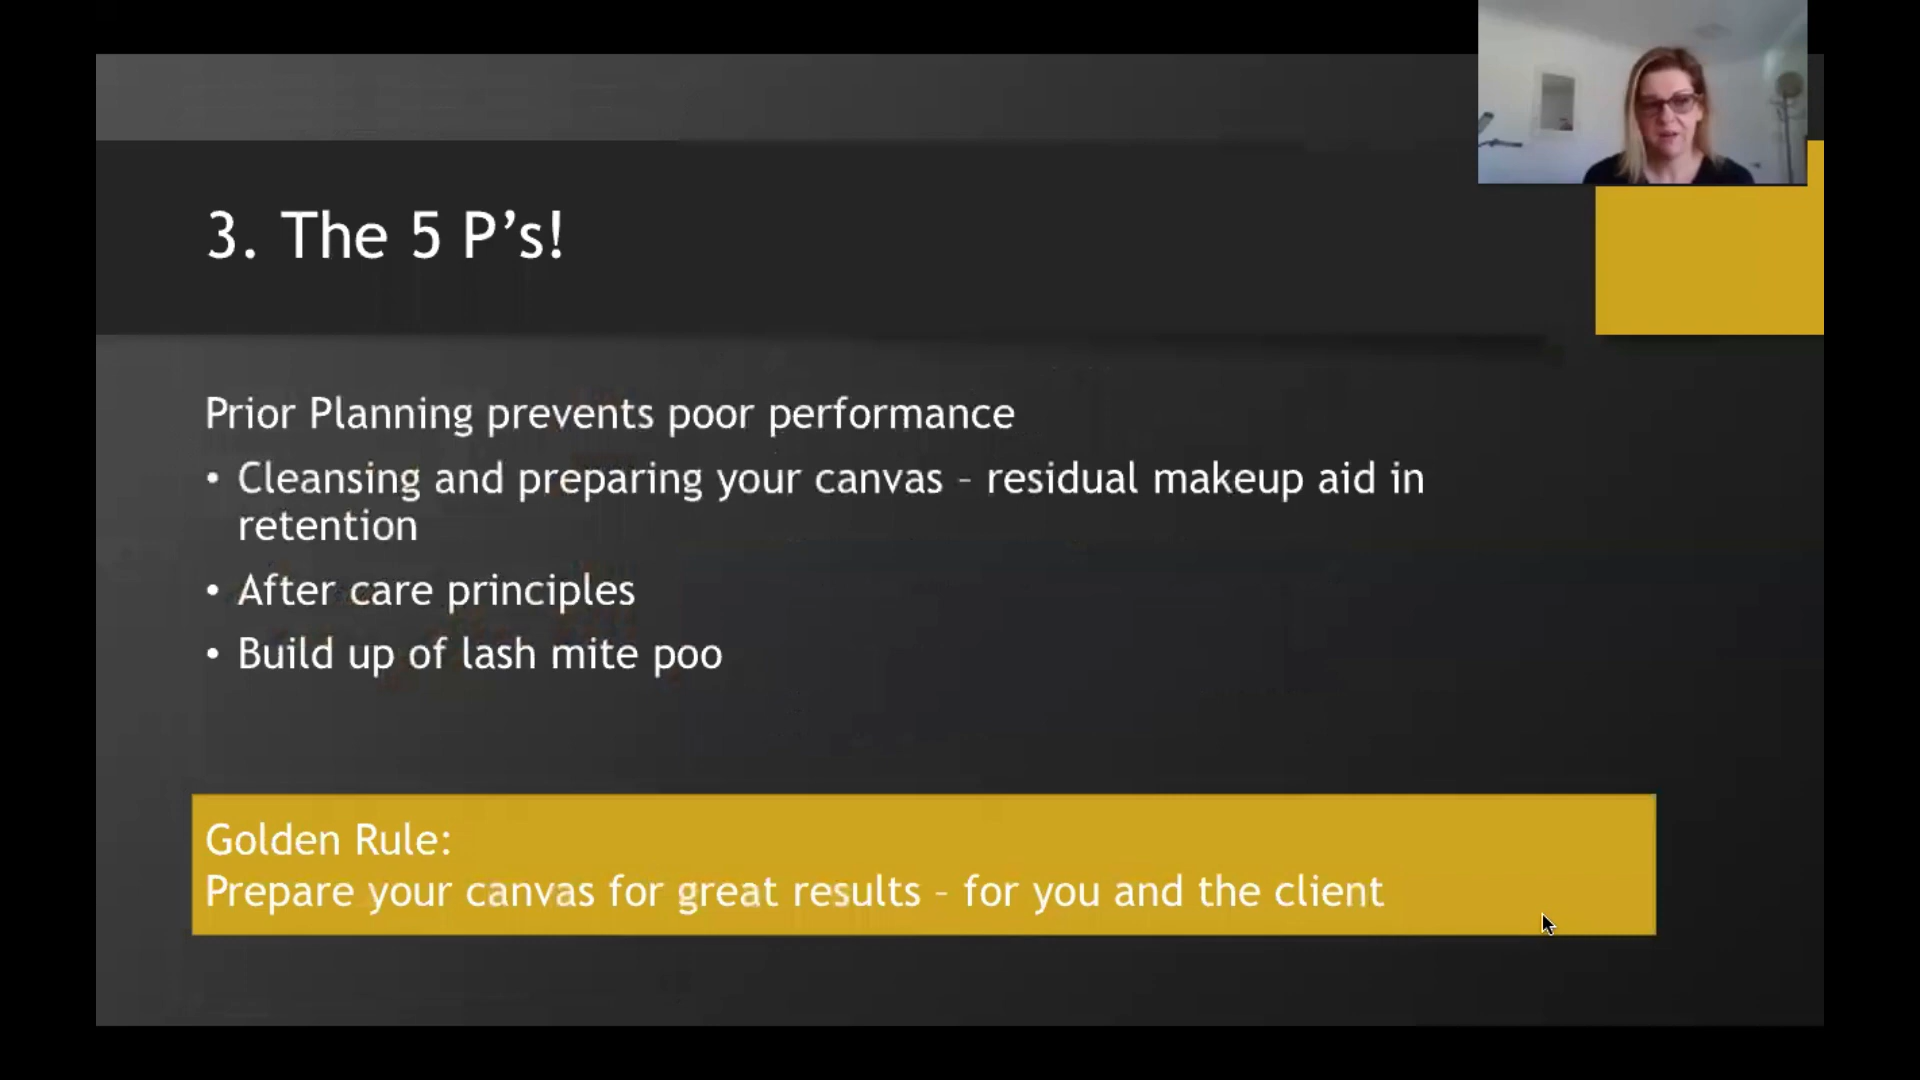 3. The 5 P’s!
Prior Planning prevents poor performance
• Cleansing and preparing your canvas – residual makeup aid in
retention
• After care principles
• Build up of lash mite poo
Golden Rule:
Prepare your canvas for great results – for you and the client